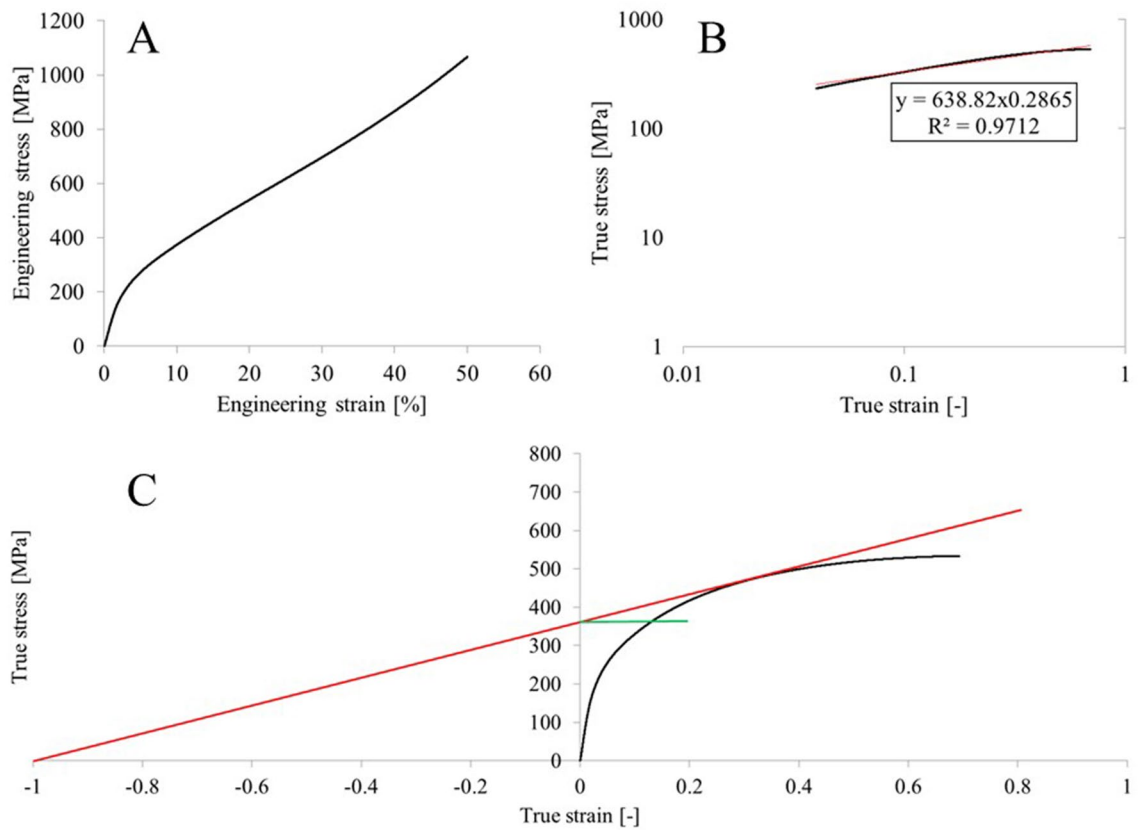 A
Engineering stress [MPa]
1200
1000
800
600
400
200
0
0 10 20 30 40 50 60
Engineering strain [%]
B
True stress [MPa]
1000
100
10
1
y = 638.82x0.2865
R² = 0.9712
0.01 0.1 1
True strain [-]
C
True stress [MPa]
800
700
600
500
400
300
200
100
0
-1 -0.8 -0.6 -0.4 -0.2 0 0.2 0.4 0.6 0.8 1
True strain [-]